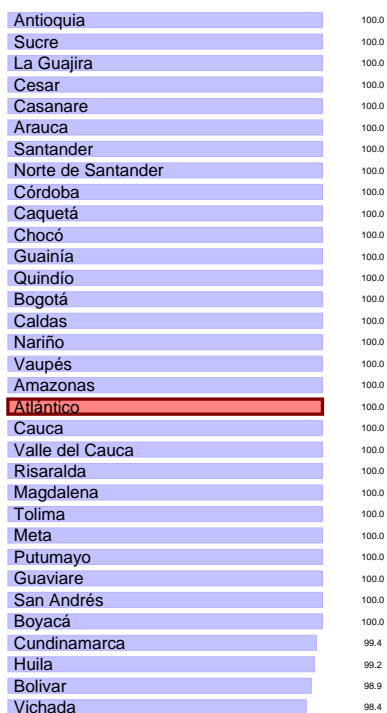 Antioquia 100.0
Sucre 100.0
La Guajira 100.0
Cesar 100.0
Casanare 100.0
Arauca 100.0
Santander 100.0
Norte de Santander 100.0
Córdoba 100.0
Caquetá 100.0
Chocó 100.0
Guainía 100.0
Quindío 100.0
Bogotá 100.0
Caldas 100.0
Nariño 100.0
Vaupés 100.0
Amazonas 100.0
Atlántico 100.0
Cauca 100.0
Valle del Cauca 100.0
Risaralda 100.0
Magdalena 100.0
Tolima 100.0
Meta 100.0
Putumayo 100.0
Guaviare 100.0
San Andrés 100.0
Boyacá 100.0
Cundinamarca 99.4
Huila 99.2
Bolivar 98.9
Vichada 98.4